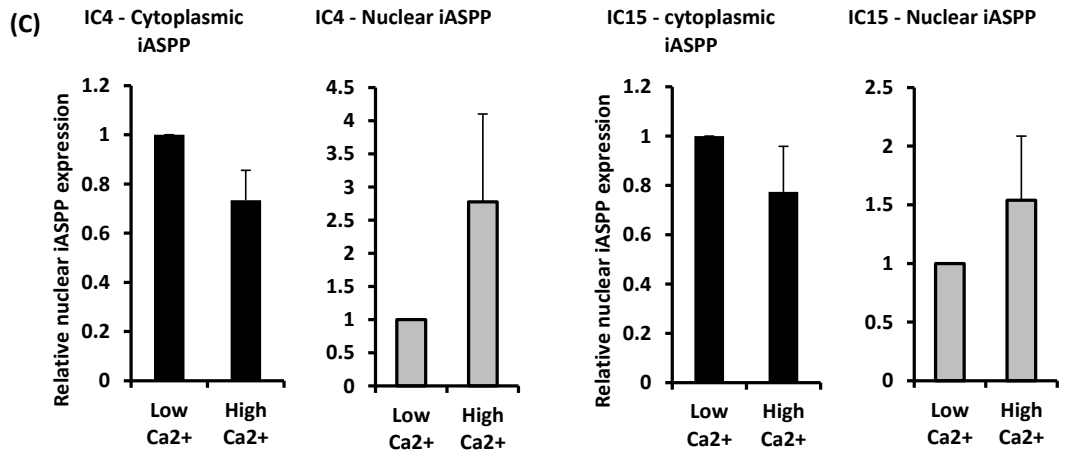 (C)
IC4 - Cytoplasmic
iASPP
IC4 - Nuclear iASPP
IC15 - cytoplasmic
iASPP
IC15 - Nuclear iASPP
Relative nuclear iASPP expression
1.2
1
0.8
0.6
0.4
0.2
0
Low
Ca2+
High
Ca2+
4.5
4
3.5
3
2.5
2
1.5
1
0.5
0
Low
Ca2+
High
Ca2+
Relative nuclear iASPP expression
1.2
1
0.8
0.6
0.4
0.2
0
Low
Ca2+
High
Ca2+
2.5
2
1.5
1
0.5
0
Low
Ca2+
High
Ca2+